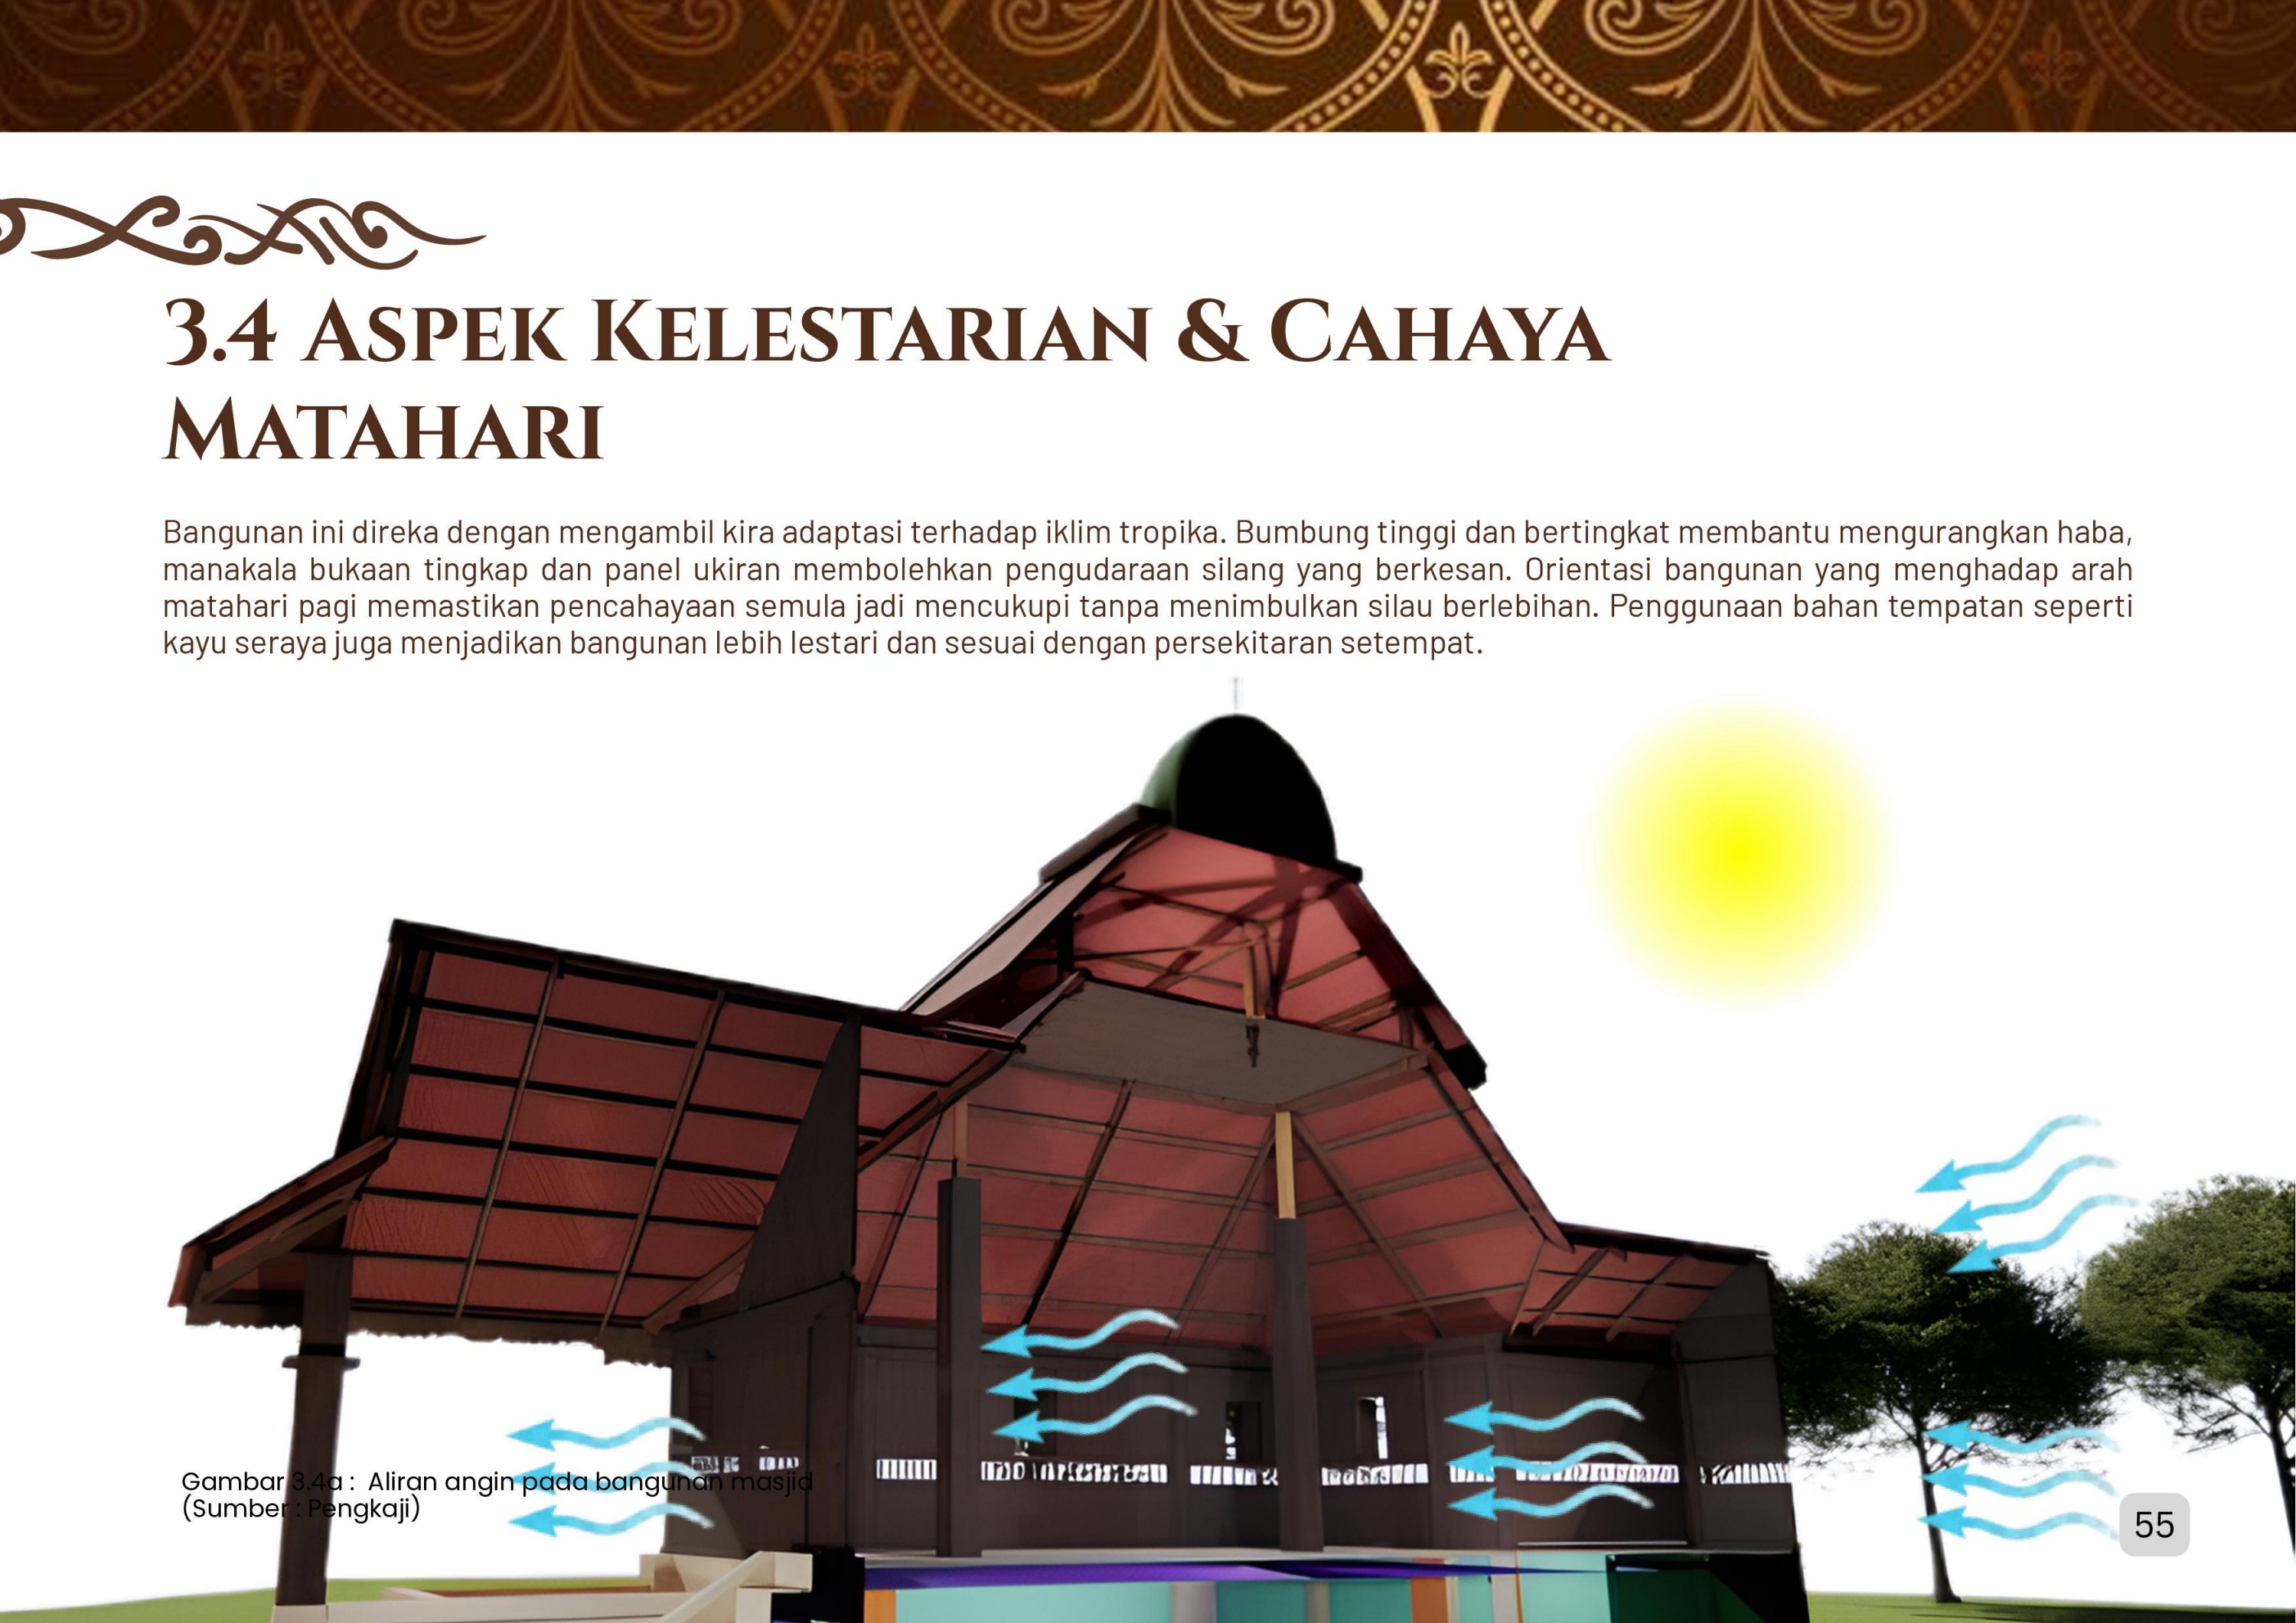 3.4 Aspek Kelestarian & Cahaya
Matahari
Bangunan ini direka dengan mengambil kira adaptasi terhadap iklim tropika. Bumbung tinggi dan bertingkat membantu mengurangkan haba,
manakala bukaan tingkap dan panel ukiran membolehkan pengudaraan silang yang berkesan. Orientasi bangunan yang menghadap arah
matahari pagi memastikan pencahayaan semula jadi mencukupi tanpa menimbulkan silau berlebihan. Penggunaan bahan tempatan seperti
kayu seraya juga menjadikan bangunan lebih lestari dan sesuai dengan persekitaran setempat.
Gambar 3.4a : Aliran angin pada bangunan masjid
(Sumber : Pengkaji)
55